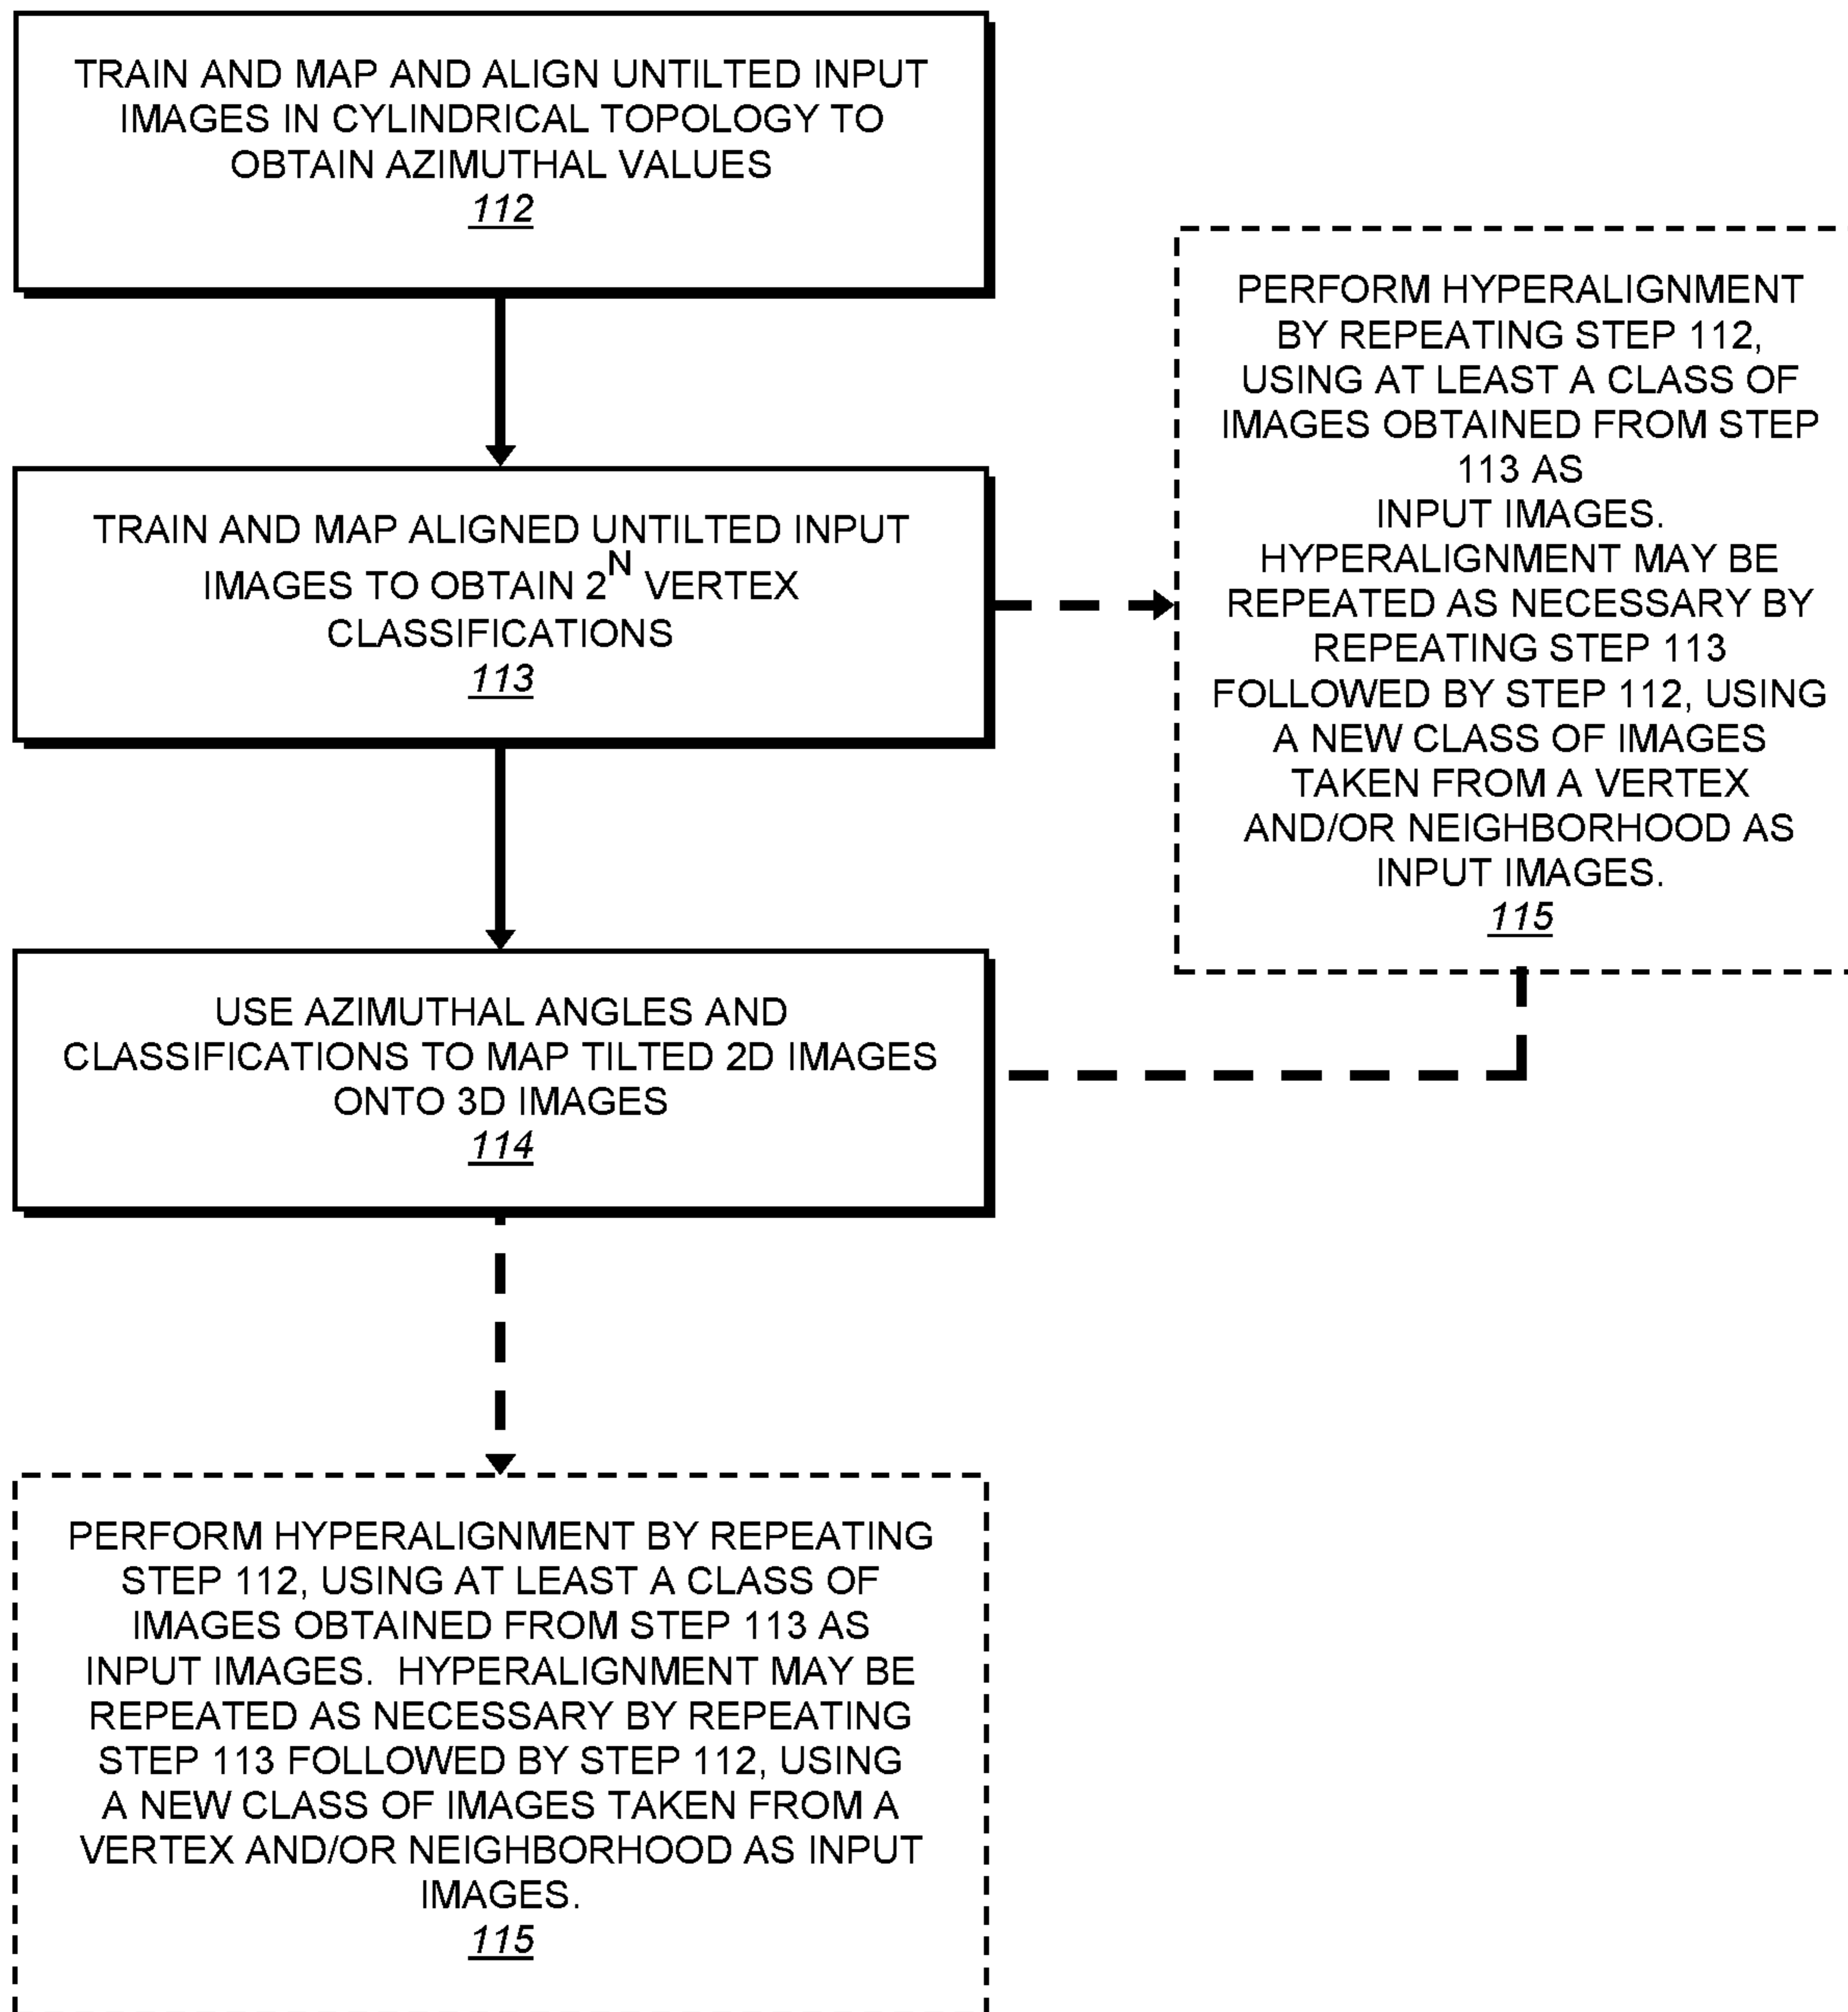 TRAIN AND MAP AND ALIGN UNTILTED INPUT
IMAGES IN CYLINDRICAL TOPOLOGY TO
OBTAIN AZIMUTHAL VALUES
112
TRAIN AND MAP ALIGNED UNTILTED INPUT
IMAGES TO OBTAIN 2^N VERTEX
CLASSIFICATIONS
113
PERFORM HYPERALIGNMENT
BY REPEATING STEP 112,
USING AT LEAST A CLASS OF
IMAGES OBTAINED FROM STEP
113 AS
INPUT IMAGES.
HYPERALIGNMENT MAY BE
REPEATED AS NECESSARY BY
REPEATING STEP 113
FOLLOWED BY STEP 112, USING
A NEW CLASS OF IMAGES
TAKEN FROM A VERTEX
AND/OR NEIGHBORHOOD AS
INPUT IMAGES.
115
USE AZIMUTHAL ANGLES AND
CLASSIFICATIONS TO MAP TILTED 2D IMAGES
ONTO 3D IMAGES
114
PERFORM HYPERALIGNMENT BY REPEATING
STEP 112, USING AT LEAST A CLASS OF
IMAGES OBTAINED FROM STEP 113 AS
INPUT IMAGES. HYPERALIGNMENT MAY BE
REPEATED AS NECESSARY BY REPEATING
STEP 113 FOLLOWED BY STEP 112, USING
A NEW CLASS OF IMAGES TAKEN FROM A
VERTEX AND/OR NEIGHBORHOOD AS INPUT
IMAGES.
115